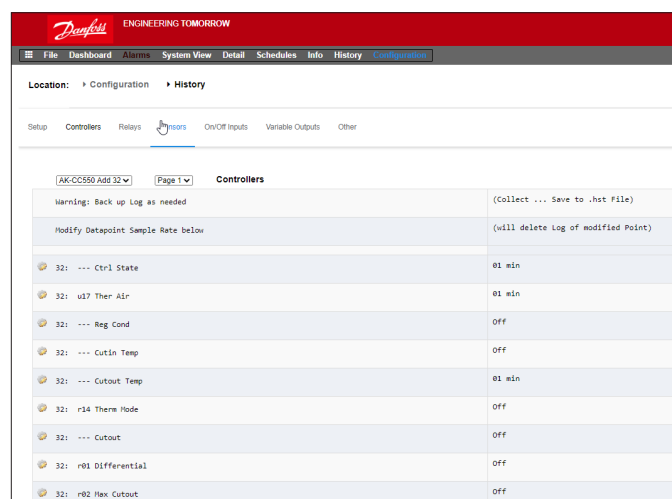 Danfoss ENGINEERING TOMORROW
File Dashboard Alarms System View Detail Schedules Info History Configuration
Location: Configuration History
Setup Controllers Relays Sensors On/Off Inputs Variable Outputs Other
AK-CC550 Add 32 Page 1 Controllers
Warning: Back up Log as needed (Collect ... Save to .hst File)
Modify Datapoint Sample Rate below (will delete Log of modified Point)
32: --- Ctrl State 01 min
32: u17 Ther Air 01 min
32: --- Reg Cond Off
32: --- Cutin Temp Off
32: --- Cutout Temp 01 min
32: r14 Therm Mode Off
32: --- Cutout Off
32: r01 Differential Off
32: r02 Max Cutout Off